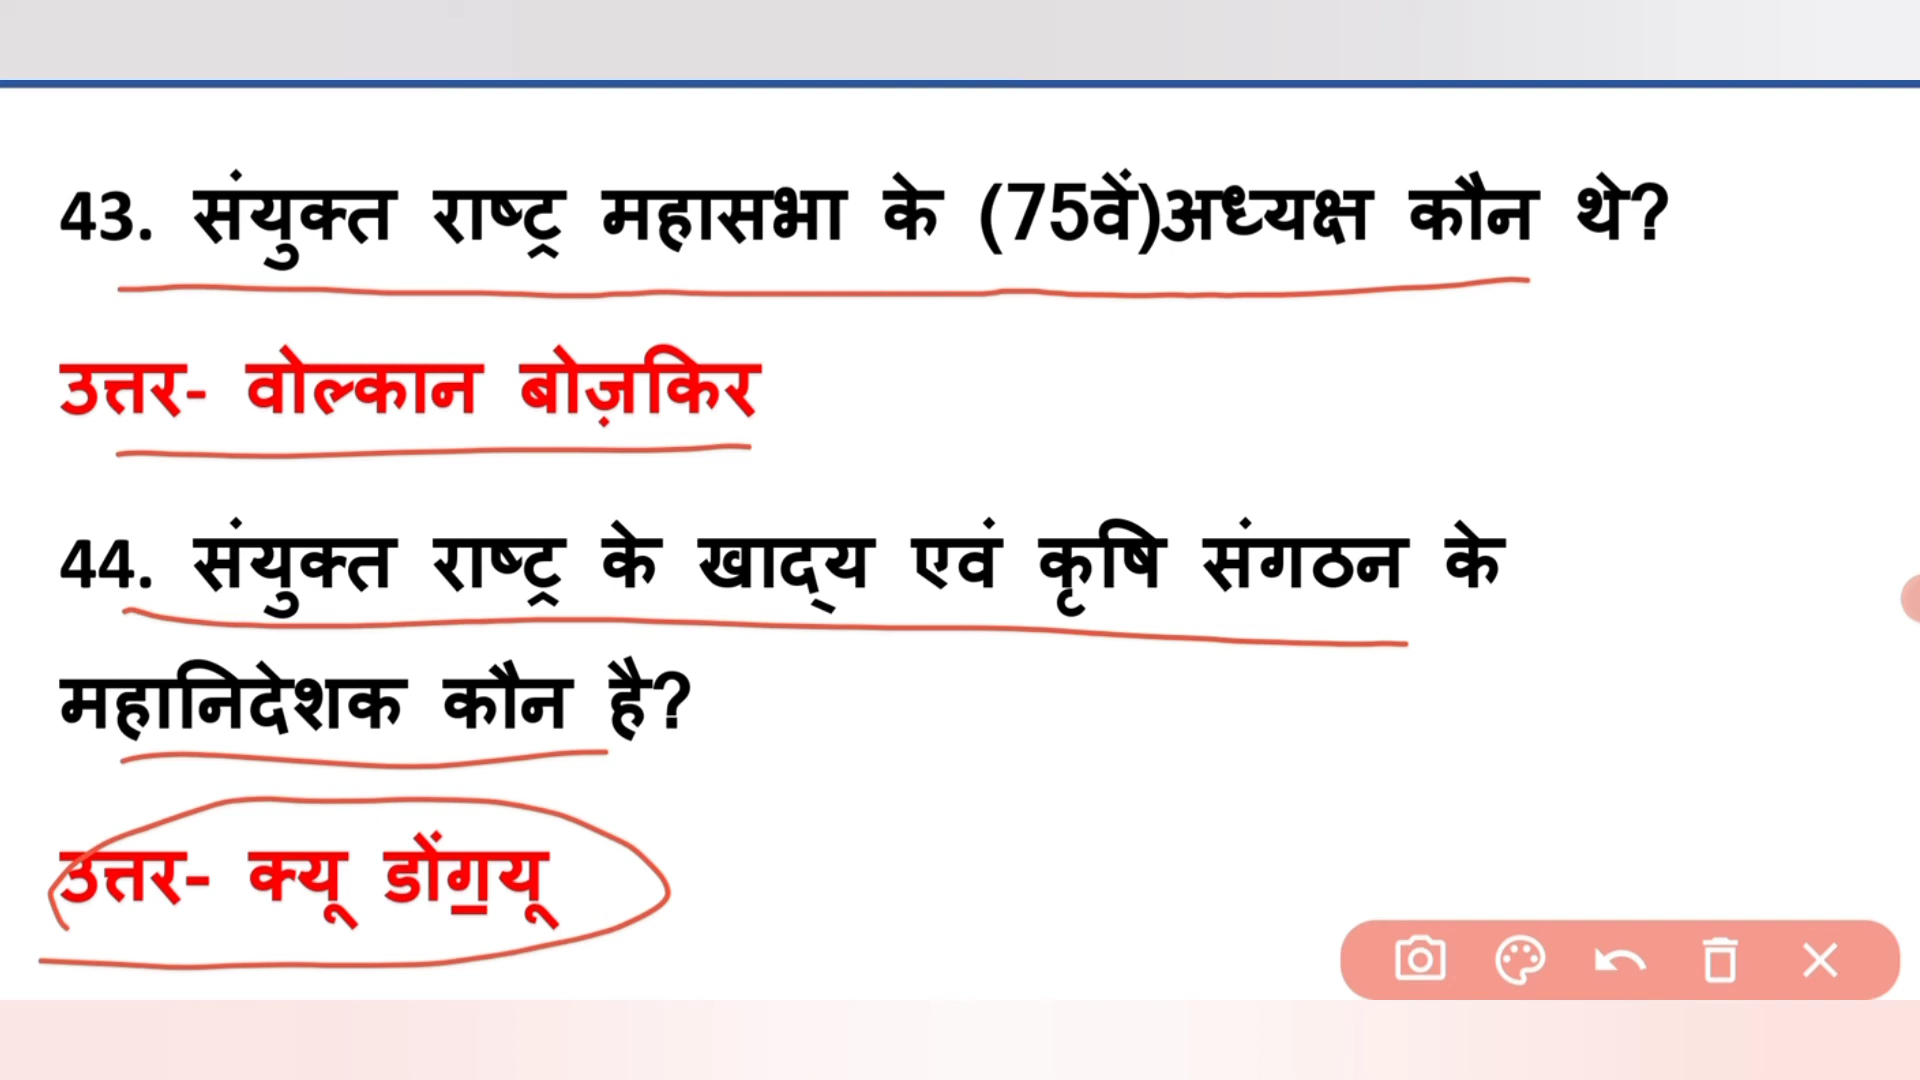 43. संयुक्त राष्ट्र महासभा के (75वें)अध्यक्ष कौन थे?
उत्तर- वोल्कान बोज़किर
44. संयुक्त राष्ट्र के खाद्य एवं कृषि संगठन के
महानिदेशक कौन है?
उत्तर- क्यू डोंग॒यू